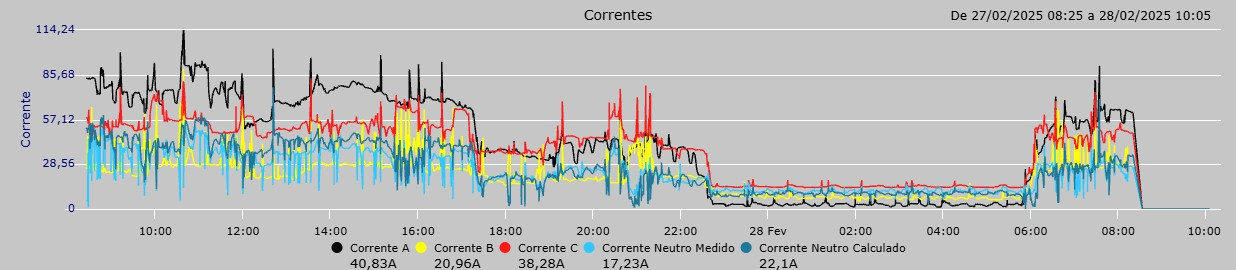 Correntes
De 27/02/2025 08:25 a 28/02/2025 10:05
114,24
85,68
57,12
28,56
0
Corrente
10:00 12:00 14:00 16:00 18:00 20:00 22:00 28 Fev 02:00 04:00 06:00 08:00 10:00
Corrente A Corrente B Corrente C Corrente Neutro Medido Corrente Neutro Calculado
40,83A 20,96A 38,28A 17,23A 22,1A